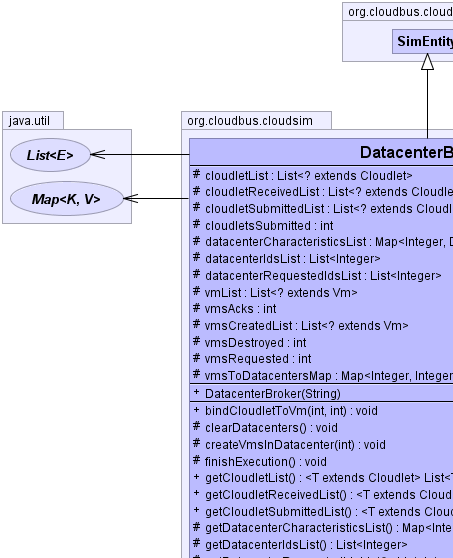 org.cloudbus.cloud
SimEntity
java.util
org.cloudbus.cloudsim
List<E>
Map<K, V>
DatacenterB
# cloudletList : List<? extends Cloudlet>
# cloudletReceivedList : List<? extends Cloudle
# cloudletSubmittedList : List<? extends Cloudl
# cloudletsSubmitted : int
# datacenterCharacteristicsList : Map<Integer, D
# datacenterIdsList : List<Integer>
# datacenterRequestedIdsList : List<Integer>
# vmList : List<? extends Vm>
# vmsAcks : int
# vmsCreatedList : List<? extends Vm>
# vmsDestroyed : int
# vmsRequested : int
# vmsToDatacentersMap : Map<Integer, Integer
+ DatacenterBroker(String)
+ bindCloudletToVm(int, int) : void
# clearDatacenters() : void
# createVmsInDatacenter(int) : void
# finishExecution() : void
+ getCloudletList() : <T extends Cloudlet> List<T
+ getCloudletReceivedList() : <T extends Cloud
+ getCloudletSubmittedList() : <T extends Cloud
# getDatacenterCharacteristicsList() : Map<Inte
# getDatacenterIdsList() : List<Integer>